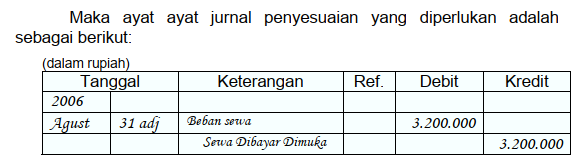 Maka ayat ayat jurnal penyesuaian yang diperlukan adalah
sebagai berikut:
(dalam rupiah)
Tanggal Keterangan Ref. Debit Kredit
2006
Agust 31 adj Beban sewa 3.200.000
Sewa Dibayar Dimuka 3.200.000